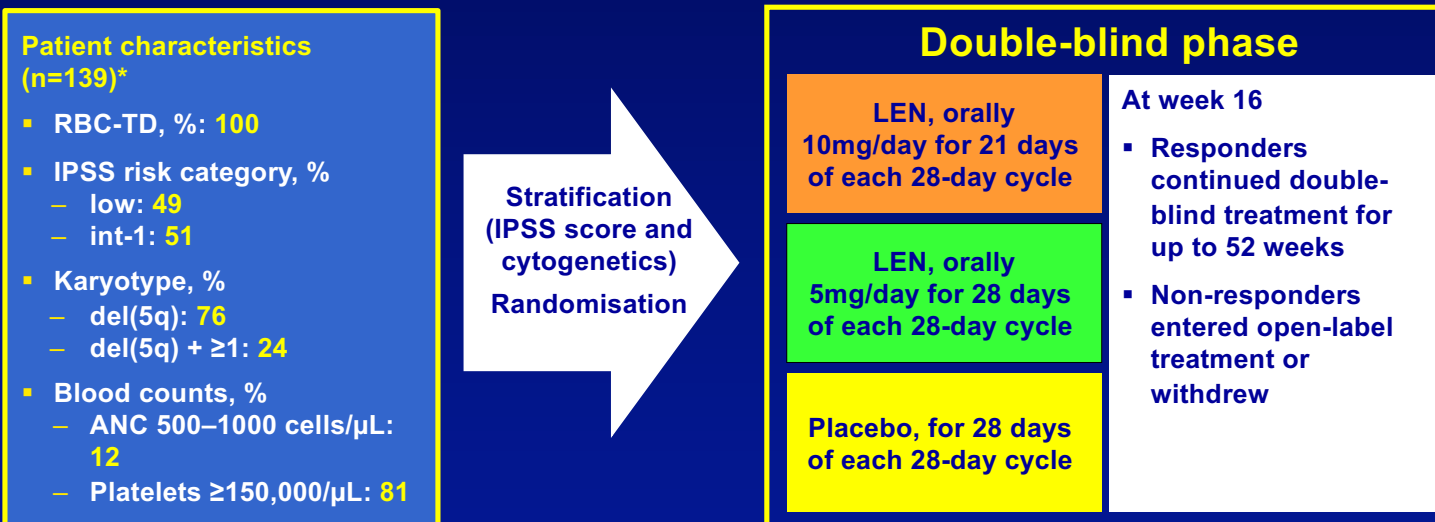 Patient characteristics
(n=139)*
▪ RBC-TD, %: 100
▪ IPSS risk category, %
– low: 49
– int-1: 51
▪ Karyotype, %
– del(5q): 76
– del(5q) + ≥1: 24
▪ Blood counts, %
– ANC 500–1000 cells/µL:
12
– Platelets ≥150,000/µL: 81
Stratification
(IPSS score and
cytogenetics)
Randomisation
Double-blind phase
LEN, orally
10mg/day for 21 days
of each 28-day cycle
LEN, orally
5mg/day for 28 days
of each 28-day cycle
Placebo, for 28 days
of each 28-day cycle
At week 16
▪ Responders
continued double-
blind treatment for
up to 52 weeks
▪ Non-responders
entered open-label
treatment or
withdrew